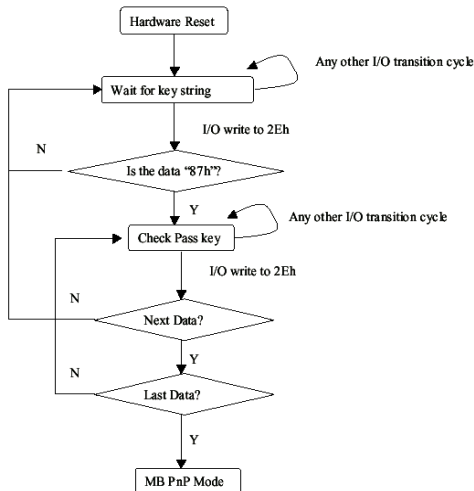 Hardware Reset
Any other I/O transition cycle
Wait for key string
I/O write to 2Eh
N
Is the data “87h”?
Y
Any other I/O transition cycle
Check Pass key
I/O write to 2Eh
N
Next Data?
Y
N
Last Data?
Y
MB PnP Mode